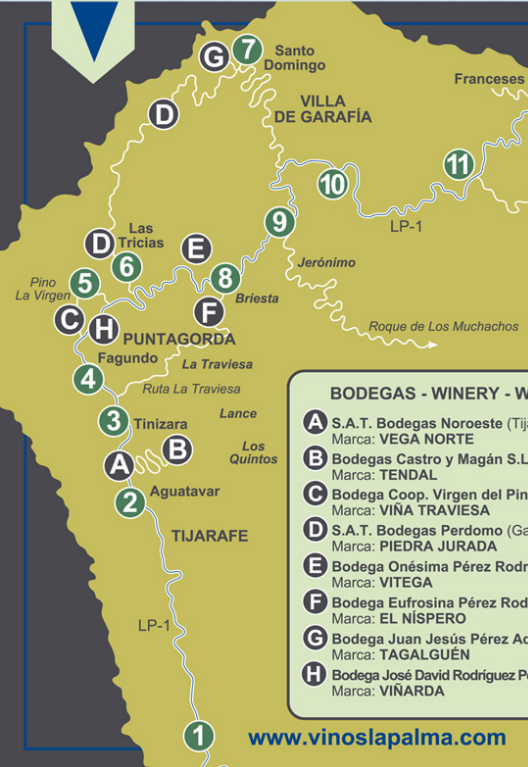 G
7
Santo
Domingo
Franceses
D
VILLA
DE GARAFÍA
11
10
9
LP-1
Las
Tricias
D
E
6
8
Jerónimo
Pino
La Virgen
5
Briesta
C
H
F
Roque de Los Muchachos
PUNTAGORDA
Fagundo
La Traviesa
4
Ruta La Traviesa
3
Tinizara
Lance
A
B
Los
Quintos
2
Aguatavar
TIJARAFE
LP-1
1
BODEGAS - WINERY - W
A S.A.T. Bodegas Noroeste (Tij
Marca: VEGA NORTE
B Bodegas Castro y Magán S.L
Marca: TENDAL
C Bodega Coop. Virgen del Pin
Marca: VIÑA TRAVIESA
D S.A.T. Bodegas Perdomo (Ga
Marca: PIEDRA JURADA
E Bodega Onésima Pérez Rodr
Marca: VITEGA
F Bodega Eufrosina Pérez Rod
Marca: EL NÍSPERO
G Bodega Juan Jesús Pérez Ad
Marca: TAGALGUÉN
H Bodega José David Rodríguez P
Marca: VIÑARDA
www.vinoslapalma.com